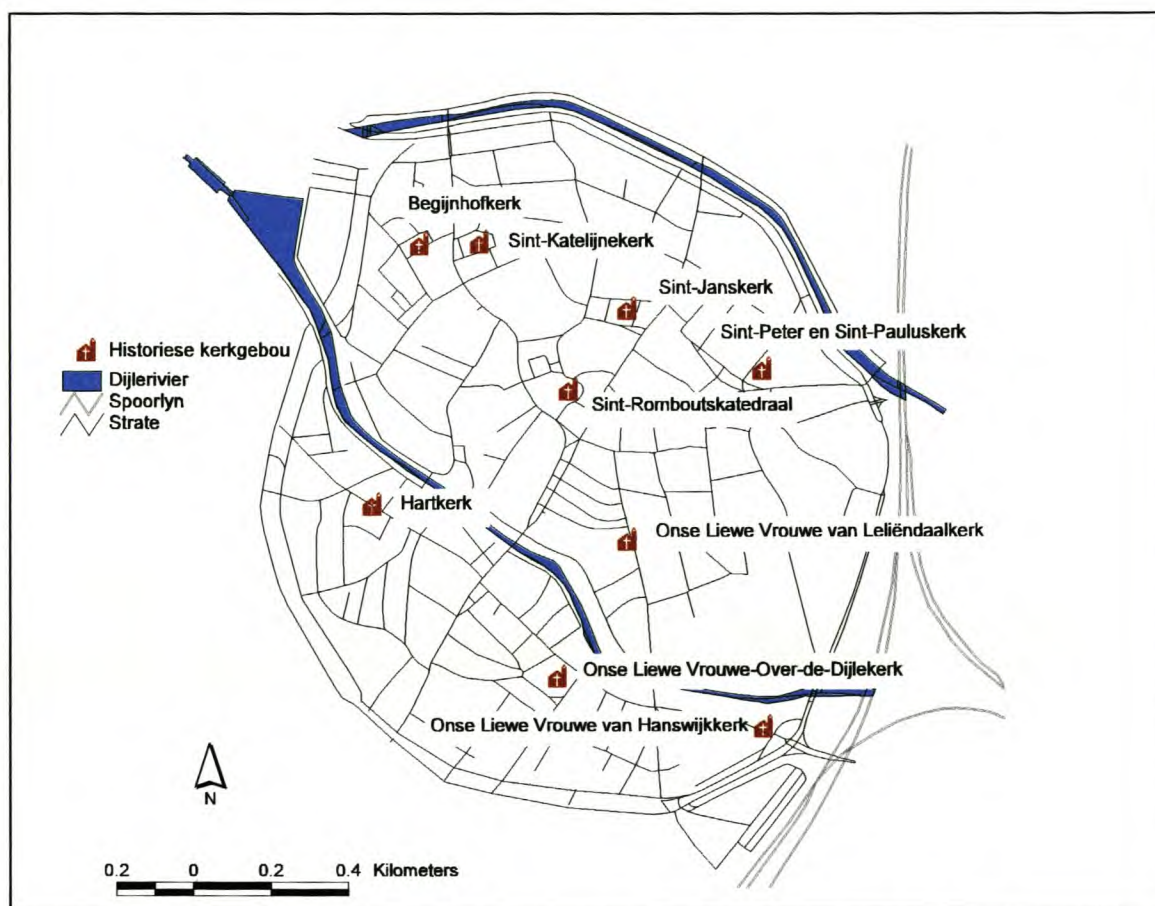 Begijnhofkerk
Sint-Katelijnekerk
Sint-Janskerk
Sint-Peter en Sint-Pauluskerk
Historiese kerkgebou
Dijlerivier
Spoorlyn
Strate
Sint-Romboutskatedraal
Hartkerk
Onse Liewe Vrouwe van Leliëndaalkerk
Onse Liewe Vrouwe-Over-de-Dijlekerk
Onse Liewe Vrouwe van Hanswijkkerk
N
0.2 0 0.2 0.4 Kilometers